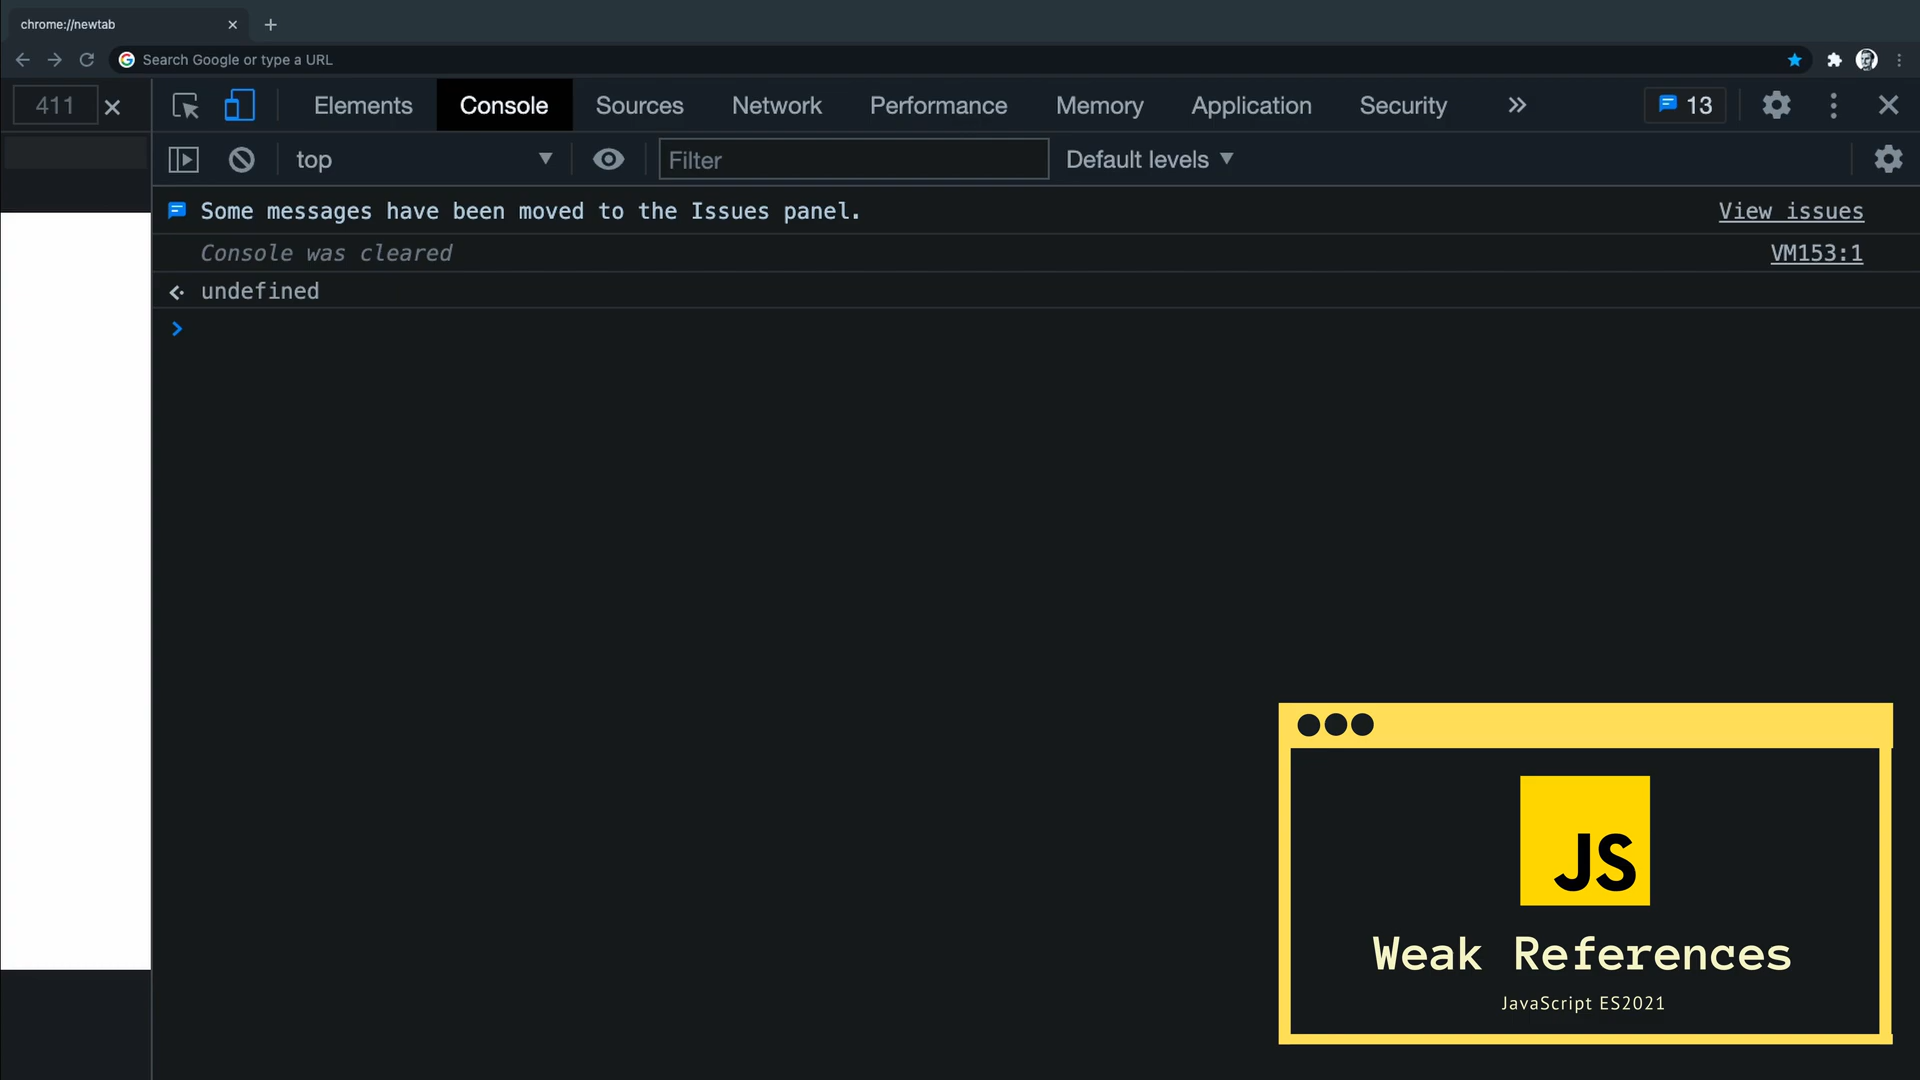 chrome://newtab
Search Google or type a URL
411
Elements Console Sources Network Performance Memory Application Security 13
top Filter Default levels
Some messages have been moved to the Issues panel. View issues
Console was cleared VM153:1
undefined
JS
Weak References
JavaScript ES2021